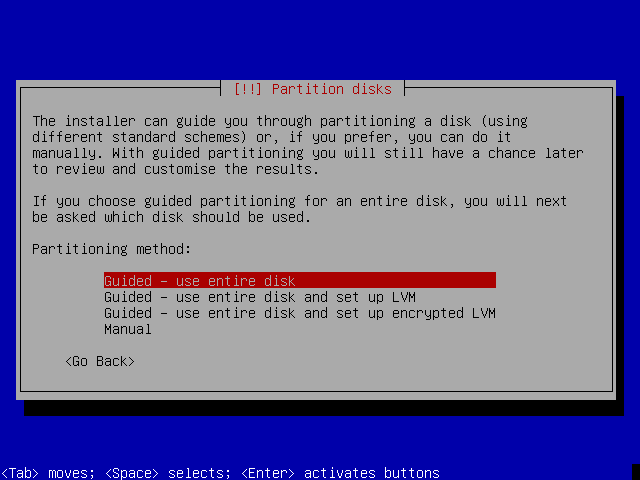 [!!] Partition disks
The installer can guide you through partitioning a disk (using
different standard schemes) or, if you prefer, you can do it
manually. With guided partitioning you will still have a chance later
to review and customise the results.
If you choose guided partitioning for an entire disk, you will next
be asked which disk should be used.
Partitioning method:
Guided - use entire disk
Guided - use entire disk and set up LVM
Guided - use entire disk and set up encrypted LVM
Manual
<Go Back>
<Tab> moves; <Space> selects; <Enter> activates buttons